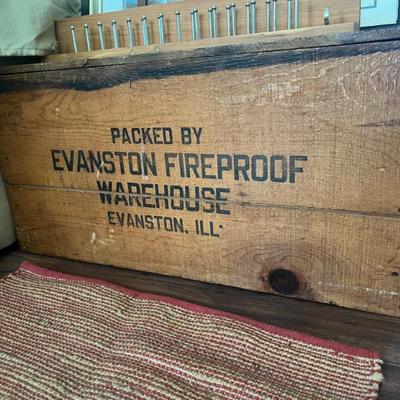 PACKED BY
EVANSTON FIREPROOF
WAREHOUSE
EVANSTON, ILL.